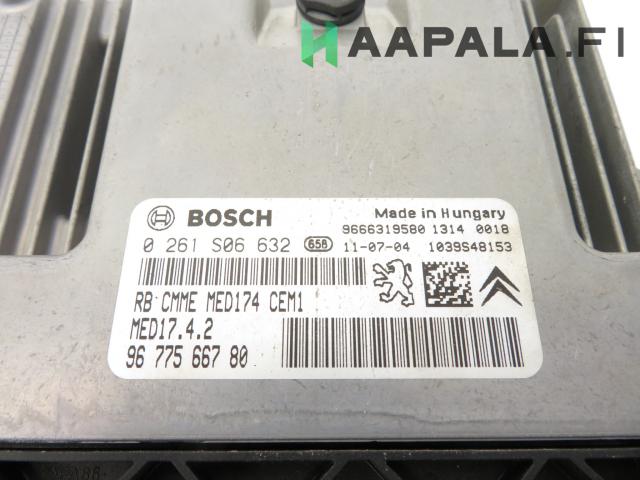 HAAPALA.FI
BOSCH
Made in Hungary
9666319580 1314 0018
0 261 S06 632 658 11-07-04 1039S48153
RB CMME MED174 CEM1
MED17.4.2
96 775 667 80